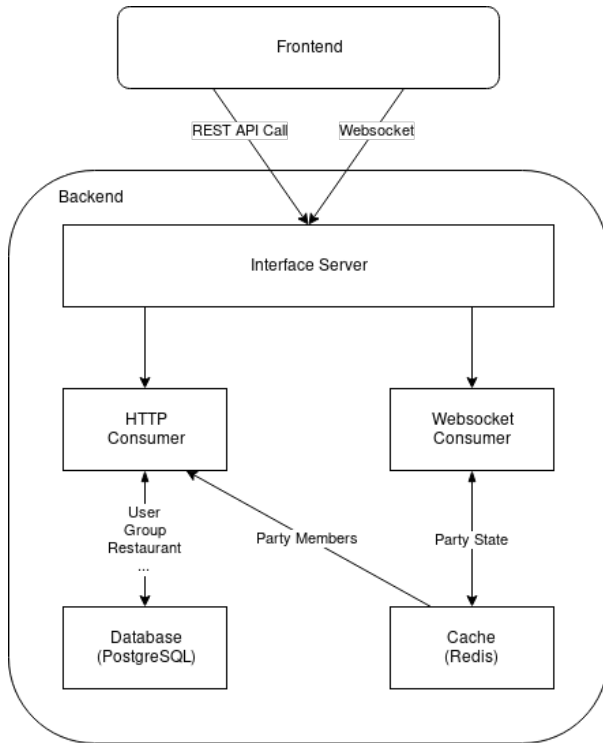 Frontend
REST API Call
Websocket
Backend
Interface Server
HTTP
Consumer
Websocket
Consumer
User
Group
Restaurant
...
Party Members
Party State
Database
(PostgreSQL)
Cache
(Redis)